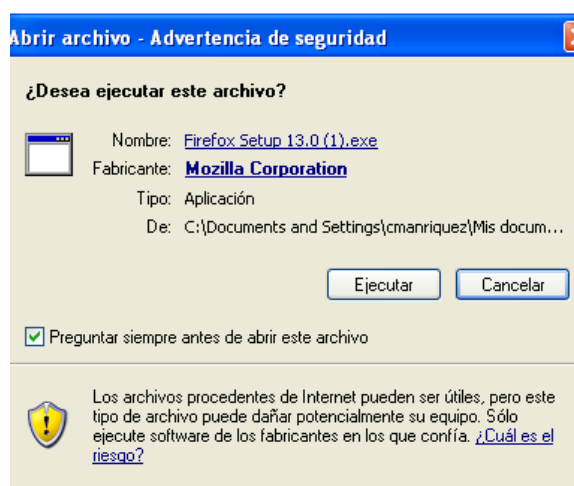 Abrir archivo - Advertencia de seguridad
¿Desea ejecutar este archivo?
Nombre: Firefox Setup 13.0 (1).exe
Fabricante: Mozilla Corporation
Tipo: Aplicación
De: C:\Documents and Settings\cmanriquez\Mis docum...
Ejecutar Cancelar
Preguntar siempre antes de abrir este archivo
Los archivos procedentes de Internet pueden ser útiles, pero este
tipo de archivo puede dañar potencialmente su equipo. Sólo
ejecute software de los fabricantes en los que confía. ¿Cuál es el
riesgo?